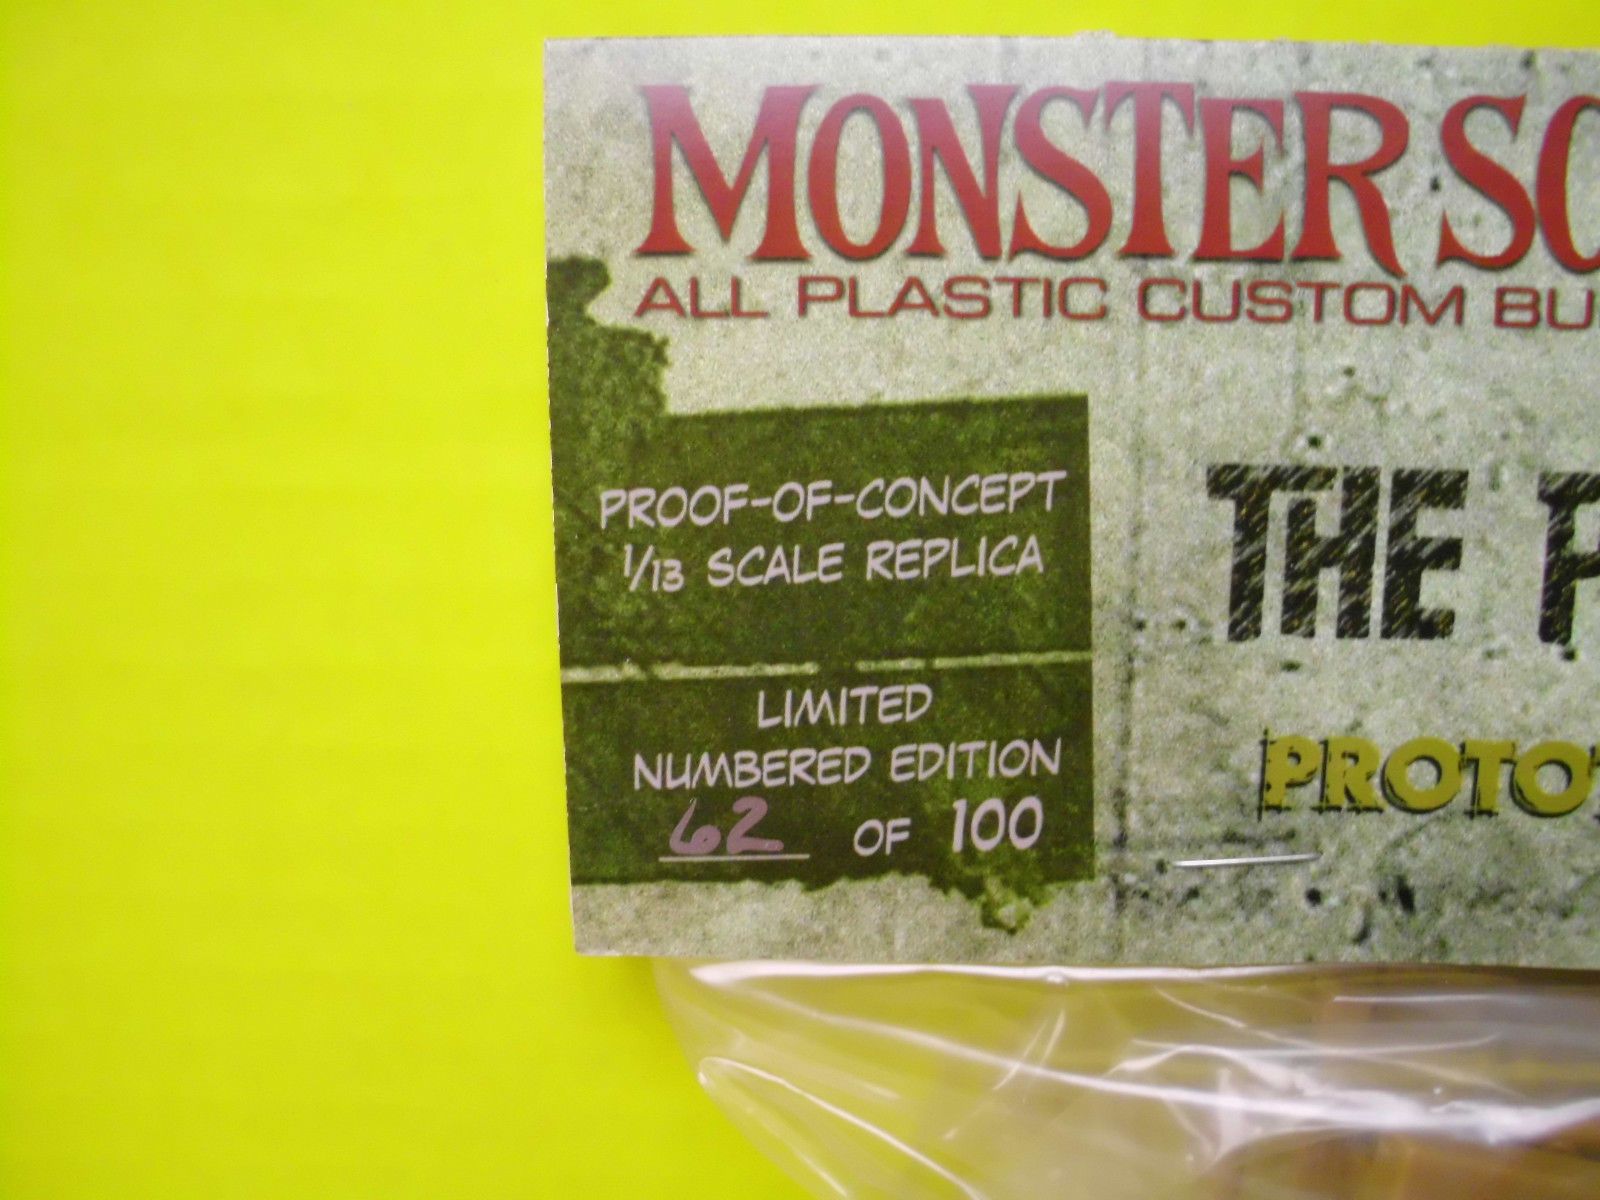 MONSTER SC
ALL PLASTIC CUSTOM BU
PROOF-OF-CONCEPT
1/13 SCALE REPLICA
THE P
LIMITED
NUMBERED EDITION
62 OF 100
PROTOT